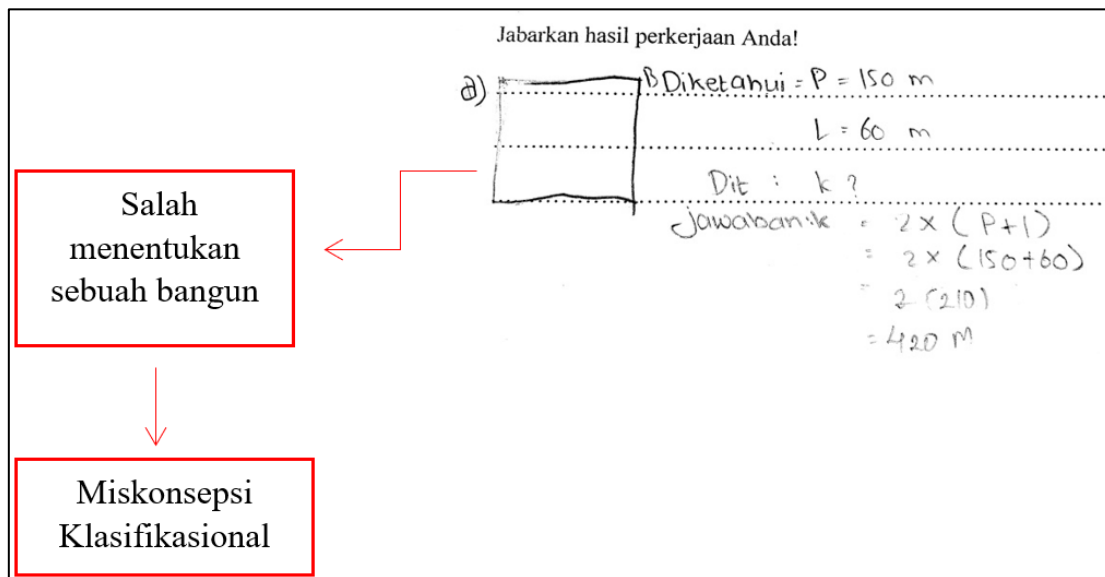 Jabarkan hasil perkerjaan Anda!
a) B Diketahui = P = 150 m
L = 60 m
Dit : k ?
Jawaban: k = 2 x (P+l)
= 2 x (150+60)
= 2 (210)
= 420 M
Salah
menentukan
sebuah bangun
Miskonsepsi
Klasifikasional